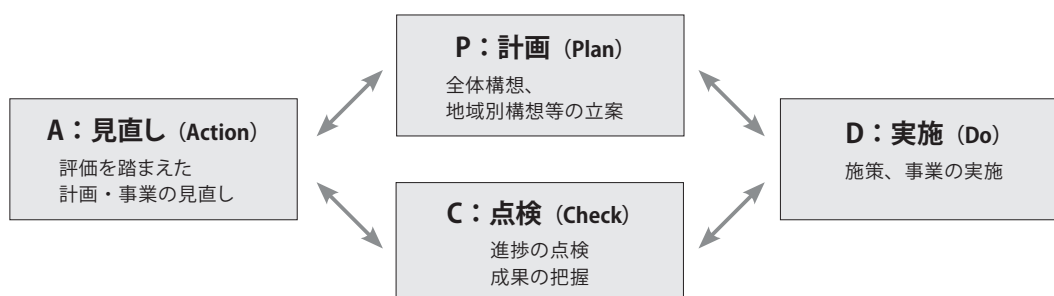 P：計画（Plan）
全体構想、
地域別構想等の立案
A：見直し（Action）
評価を踏まえた
計画・事業の見直し
D：実施（Do）
施策、事業の実施
C：点検（Check）
進捗の点検
成果の把握